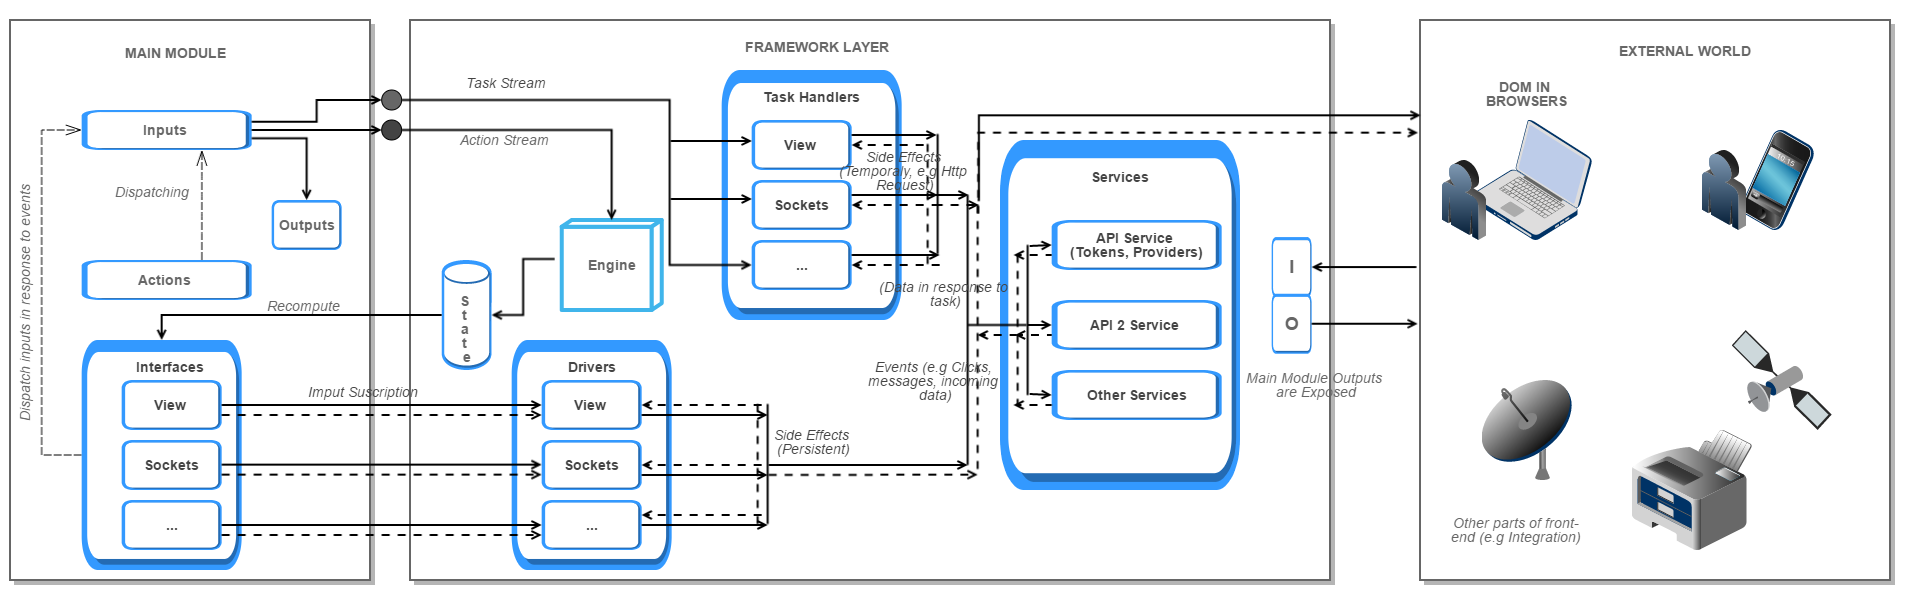 MAIN MODULE
Inputs
Dispatching
Outputs
Actions
Dispatch inputs in response to events
Recompute
Interfaces
View
Sockets
...
FRAMEWORK LAYER
Task Stream
Action Stream
Engine
State
Imput Suscription
Task Handlers
View
Sockets
...
Side Effects
(Temporaly, e.g Http
Request)
(Data in response to
task)
Drivers
View
Sockets
...
Side Effects
(Persistent)
Events (e.g Clicks,
messages, incoming
data)
Services
API Service
(Tokens, Providers)
API 2 Service
Other Services
I
O
Main Module Outputs
are Exposed
EXTERNAL WORLD
DOM IN
BROWSERS
10:15
Other parts of front-
end (e.g Integration)